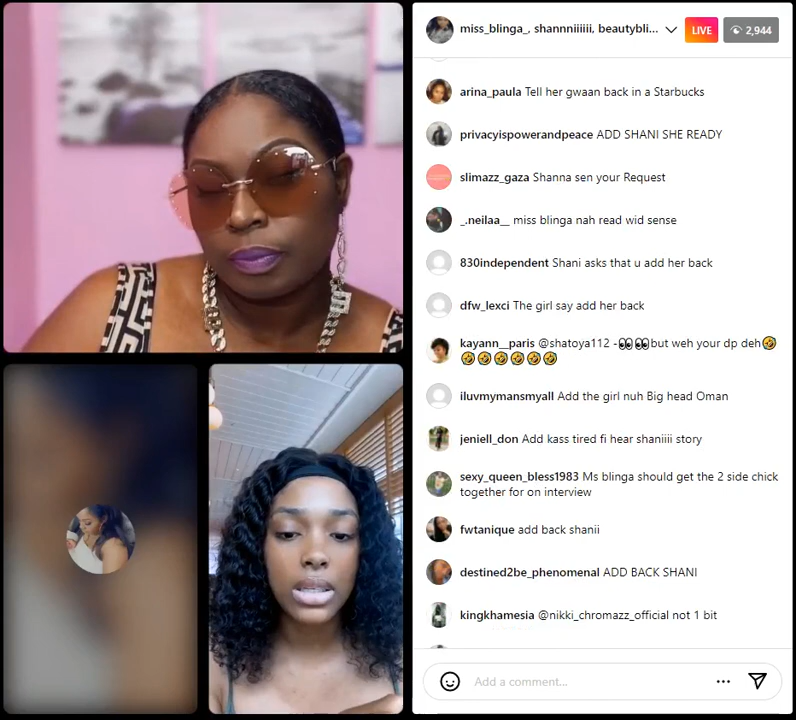 miss_blinga_, shannniiiiii, beautybli...
LIVE
2,944
arina_paula Tell her gwaan back in a Starbucks
privacyispowerandpeace ADD SHANI SHE READY
slimazz_gaza Shanna sen your Request
_.neilaa__ miss blinga nah read wid sense
830independent Shani asks that u add her back
dfw_lexci The girl say add her back
kayann__paris @shatoya112 -👀👀but weh your dp deh🤣
🤣🤣🤣🤣🤣🤣
iluvmymansmyall Add the girl nuh Big head Oman
jeniell_don Add kass tired fi hear shaniiii story
sexy_queen_bless1983 Ms blinga should get the 2 side chick
together for on interview
fwtanique add back shanii
destined2be_phenomenal ADD BACK SHANI
kingkhamesia @nikki_chromazz_official not 1 bit
Add a comment...